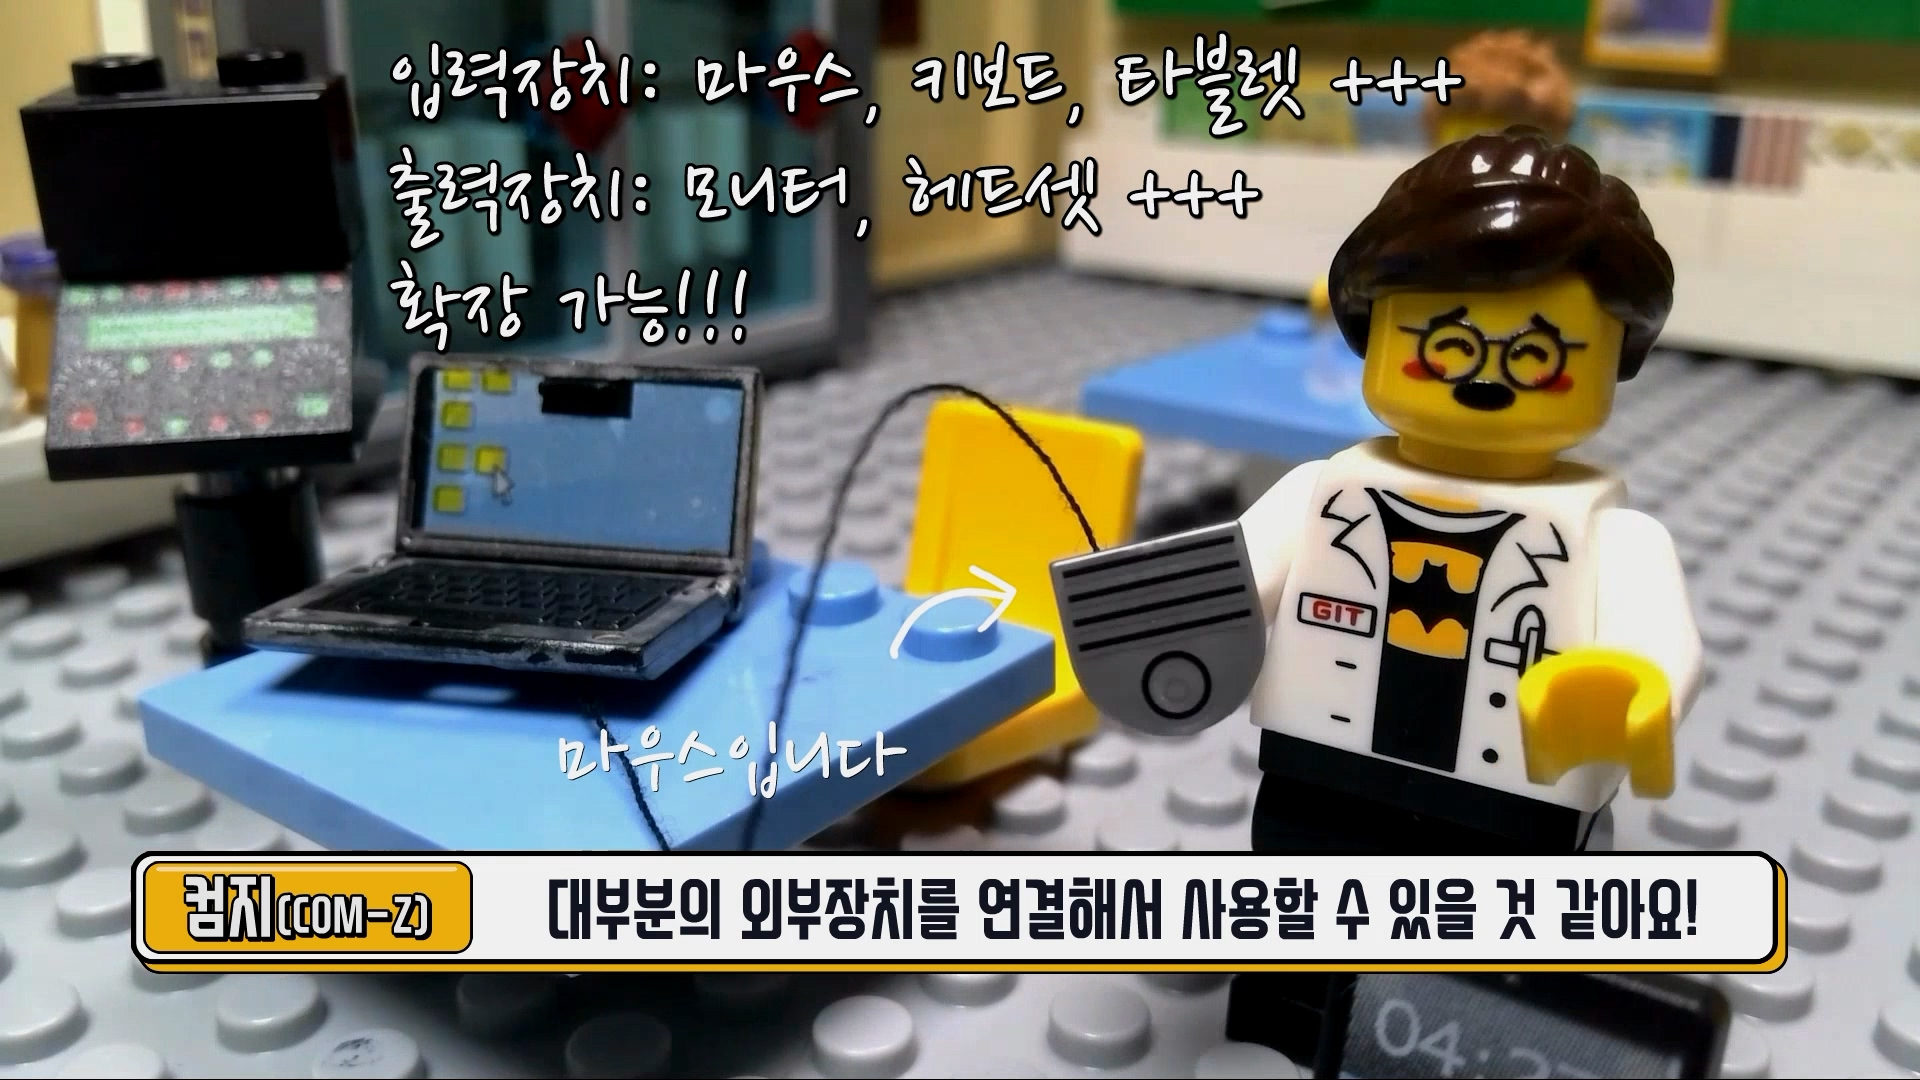 입력장치: 마우스, 키보드, 타블렛 +++
출력장치: 모니터, 헤드셋 +++
확장 가능!!!
GIT
마우스입니다
컴지(COM-Z)
대부분의 외부장치를 연결해서 사용할 수 있을 것 같아요!